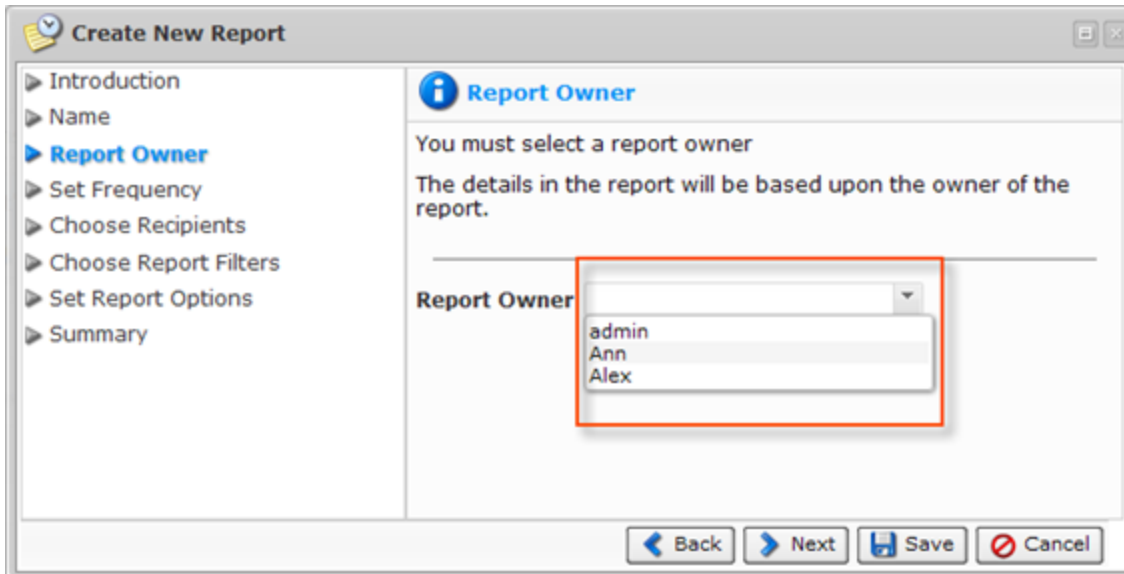 Create New Report
Introduction
Name
Report Owner
Set Frequency
Choose Recipients
Choose Report Filters
Set Report Options
Summary
Report Owner
You must select a report owner
The details in the report will be based upon the owner of the
report.
Report Owner
admin
Ann
Alex
Back Next Save Cancel